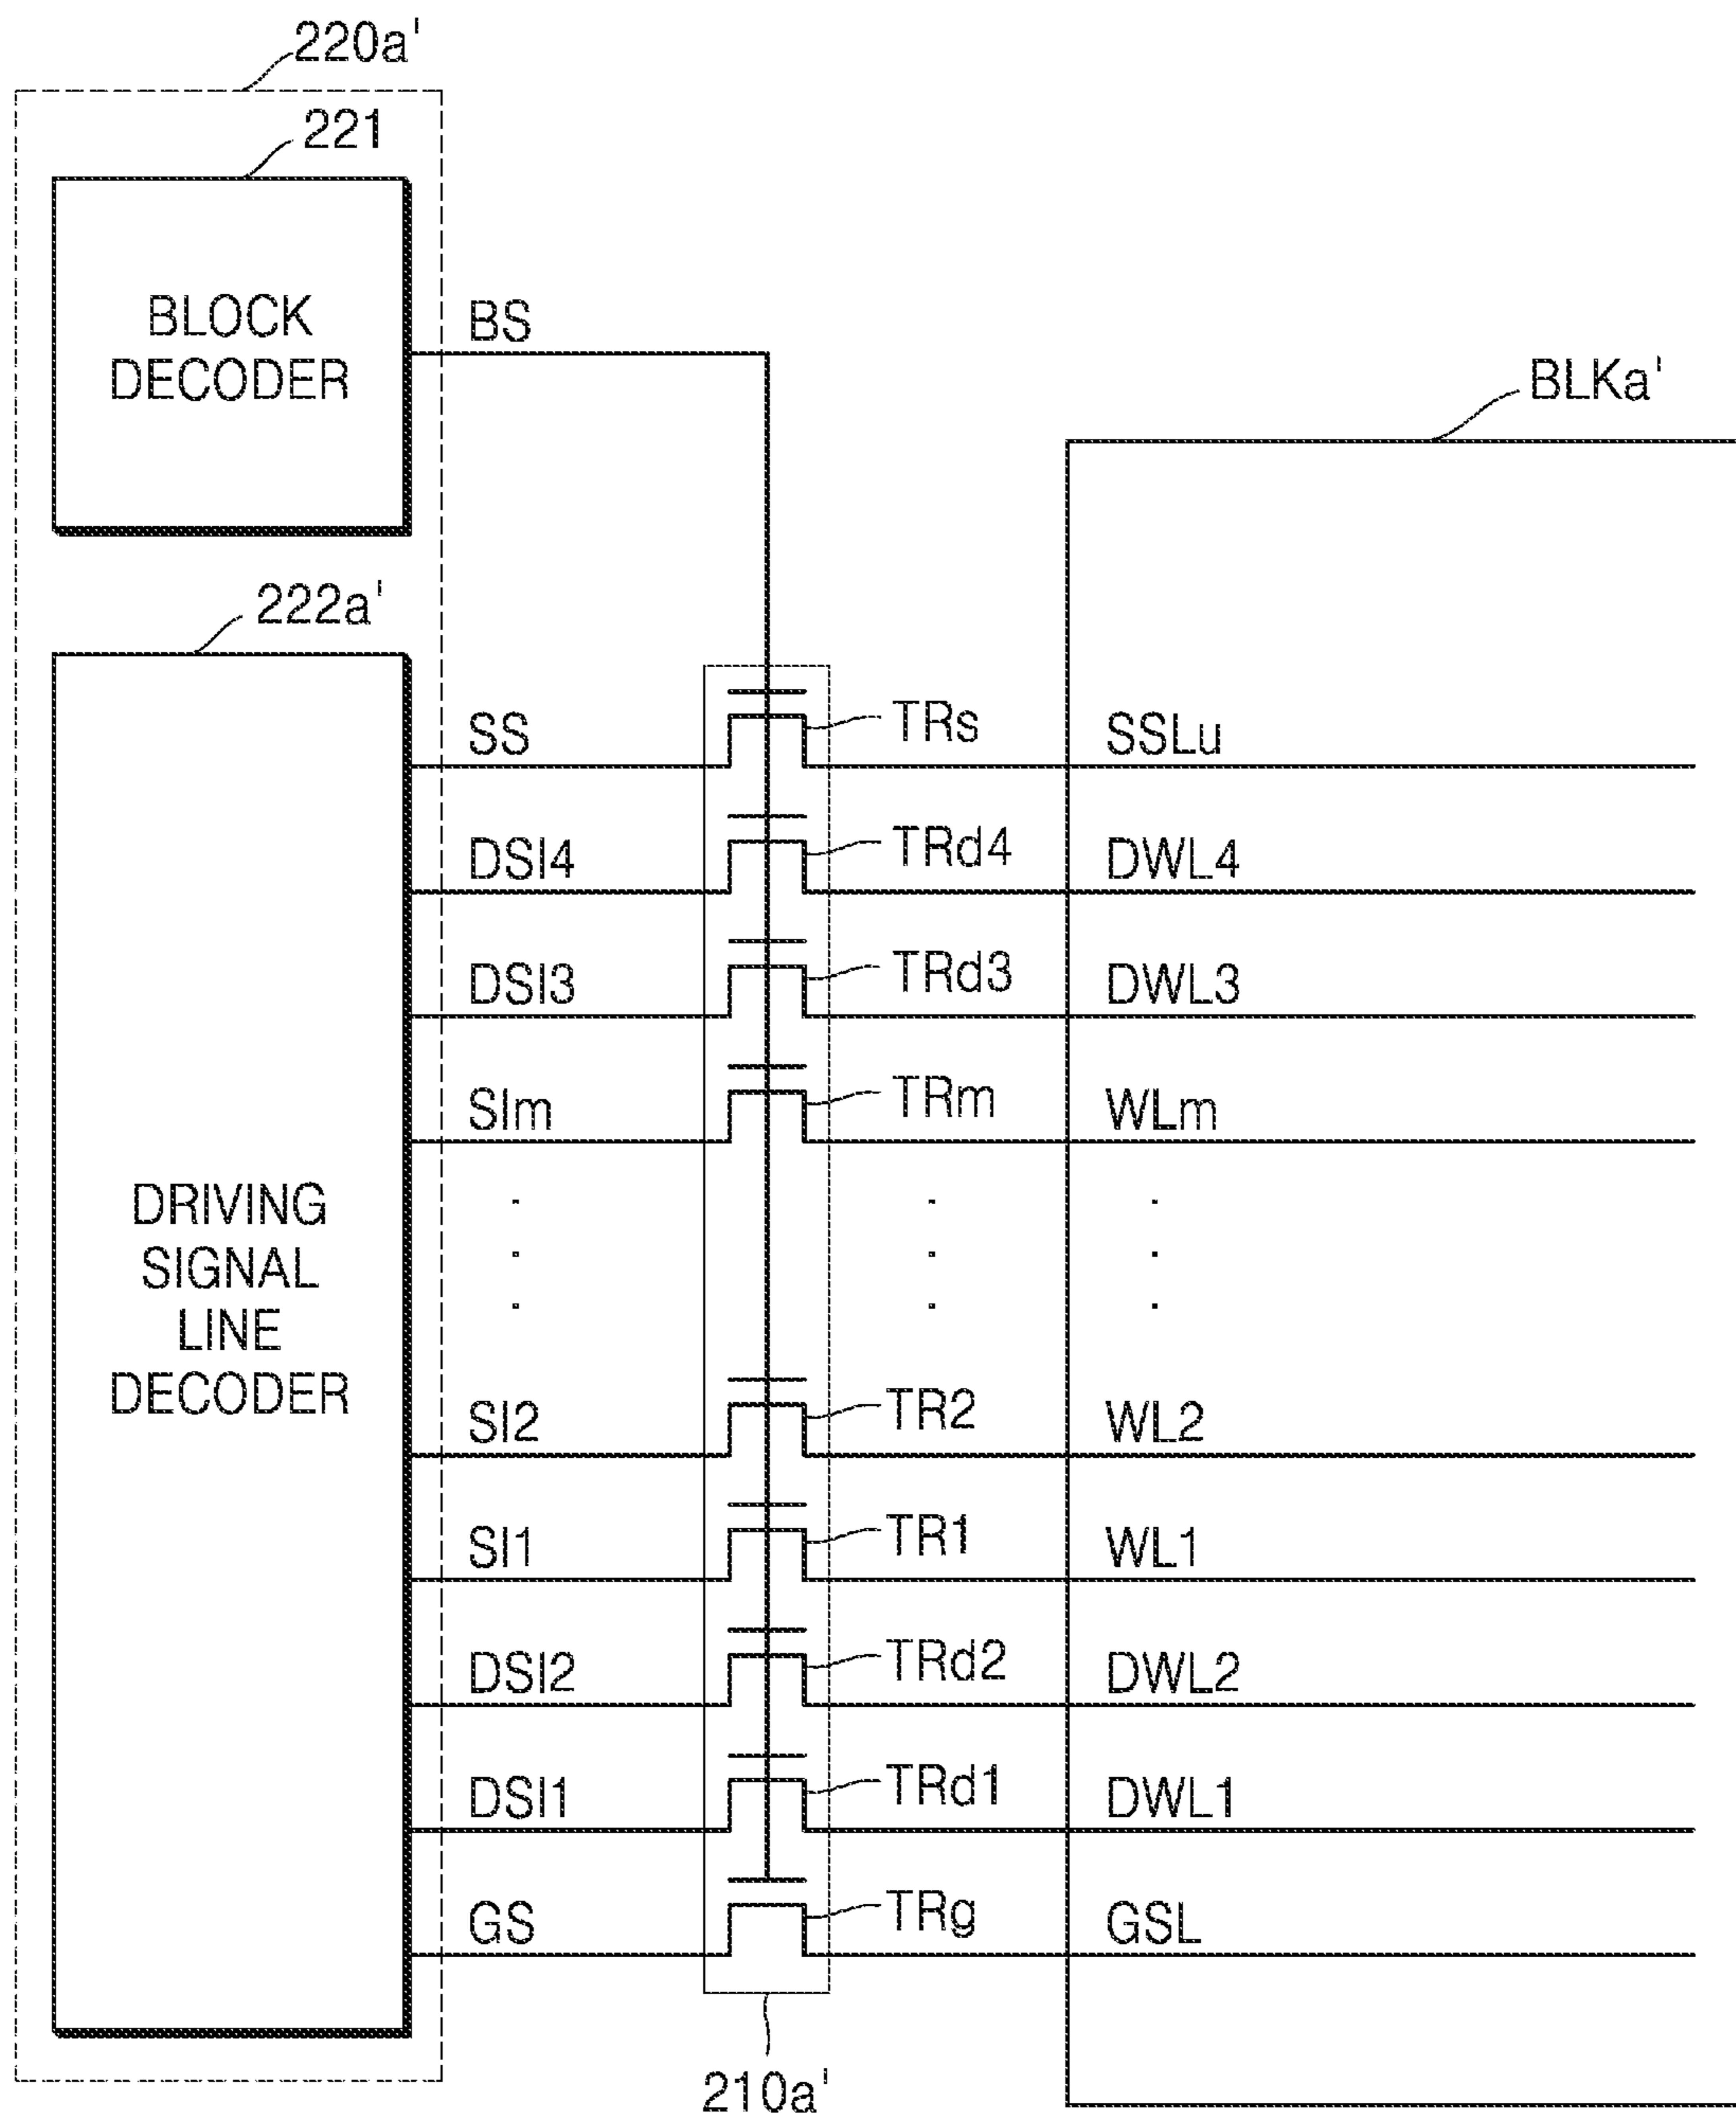 220a'
221
BLOCK
DECODER
BS
BLKa'
222a'
SS TRs SSLu
DSI4 TRd4 DWL4
DSI3 TRd3 DWL3
SIm TRm WLm
DRIVING
SIGNAL
LINE
DECODER
SI2 TR2 WL2
SI1 TR1 WL1
DSI2 TRd2 DWL2
DSI1 TRd1 DWL1
GS TRg GSL
210a'